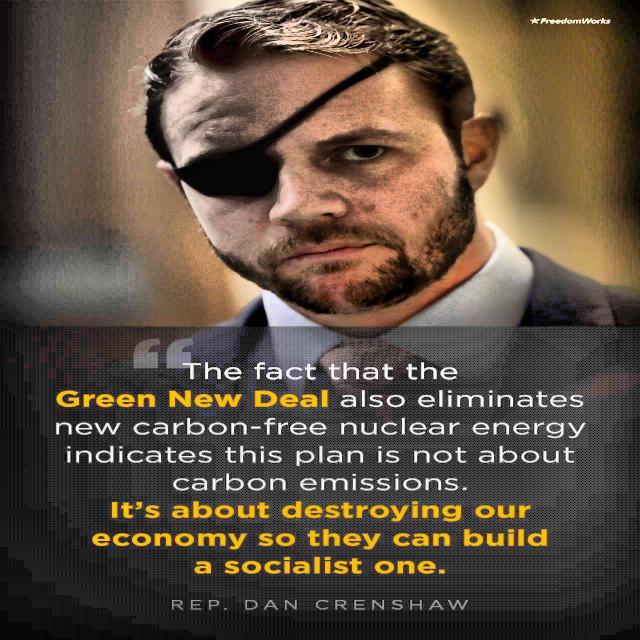 ★FreedomWorks
“The fact that the
Green New Deal also eliminates
new carbon-free nuclear energy
indicates this plan is not about
carbon emissions.
It’s about destroying our
economy so they can build
a socialist one.
REP. DAN CRENSHAW